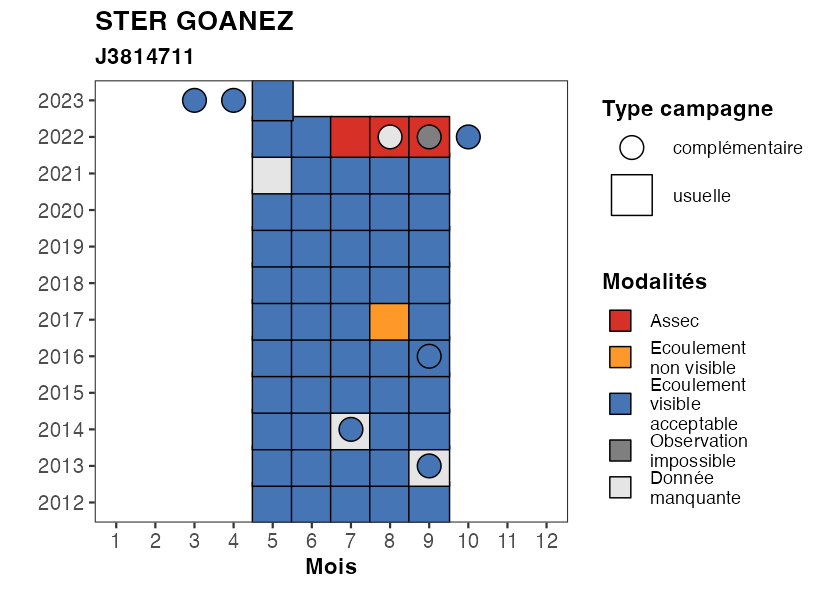 STER GOANEZ
J3814711
2023
2022
2021
2020
2019
2018
2017
2016
2015
2014
2013
2012
1 2 3 4 5 6 7 8 9 10 11 12
Mois
Type campagne
complémentaire
usuelle
Modalités
Assec
Ecoulement
non visible
Ecoulement
visible
acceptable
Observation
impossible
Donnée
manquante